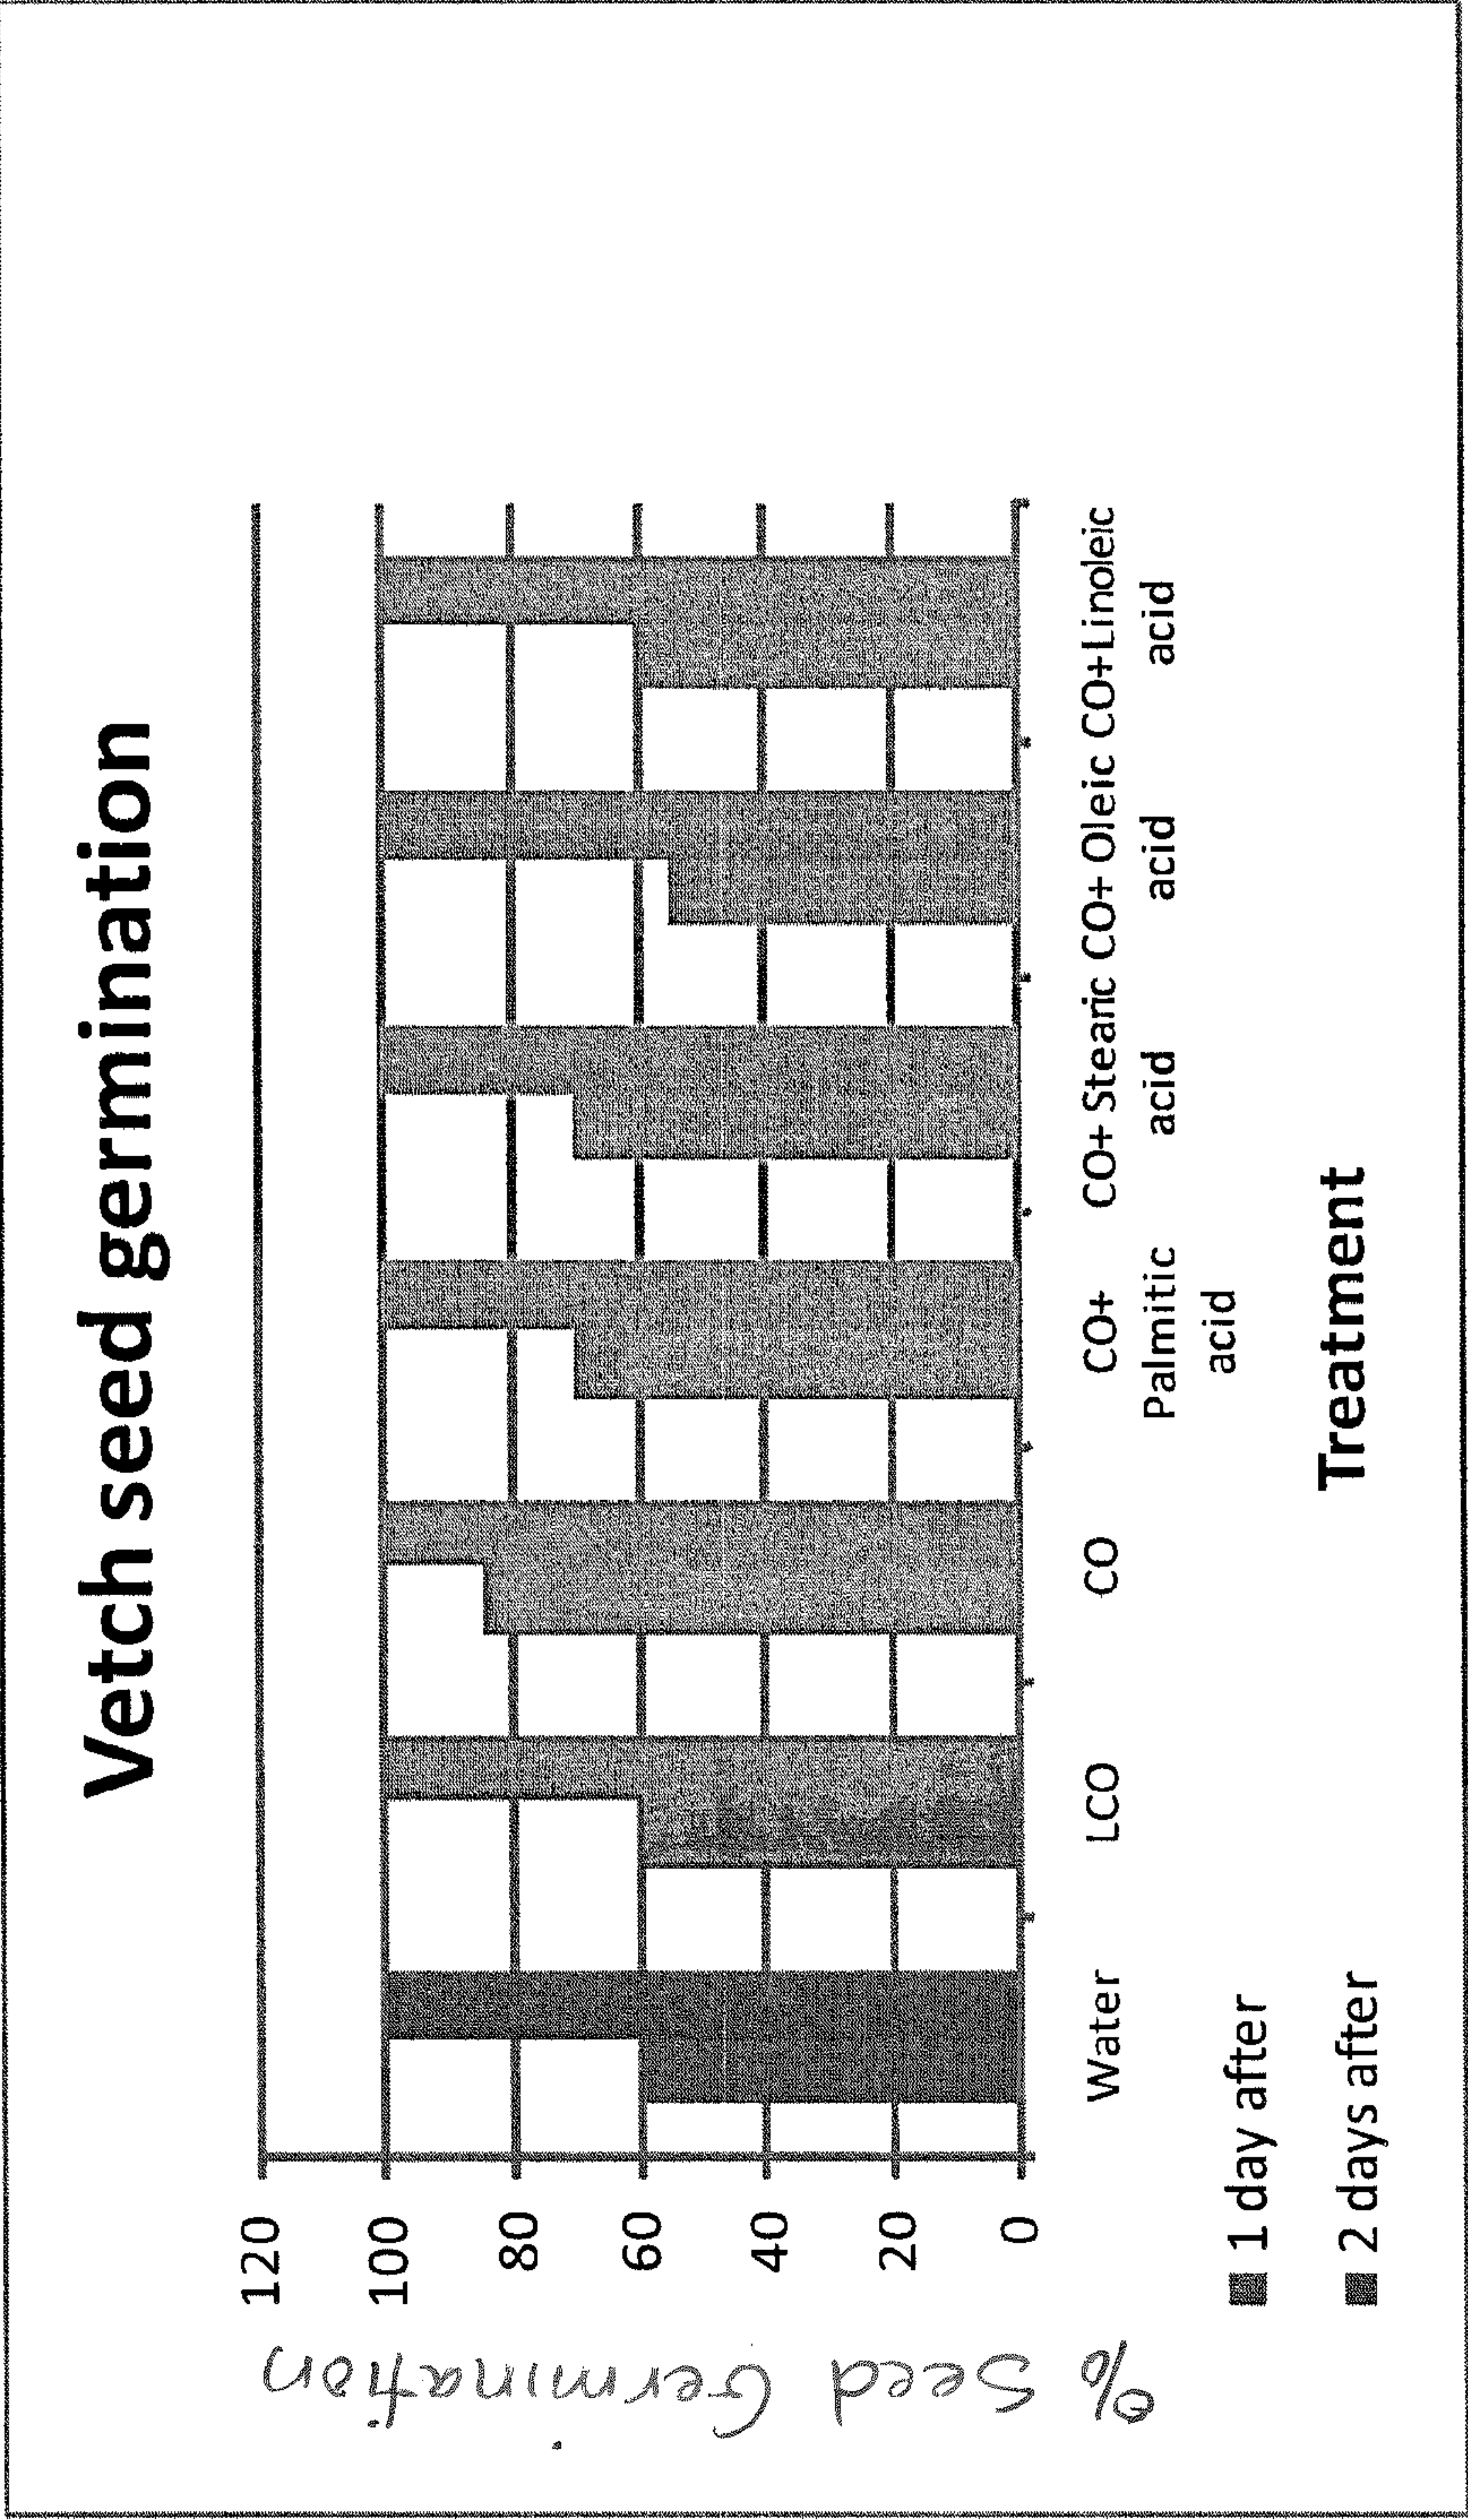 Vetch seed germination
% Seed Germination
120
100
80
60
40
20
0
Water
LCO
CO
CO+
Palmitic
acid
CO+ Stearic
acid
CO+ Oleic
acid
CO+Linoleic
acid
Treatment
1 day after
2 days after